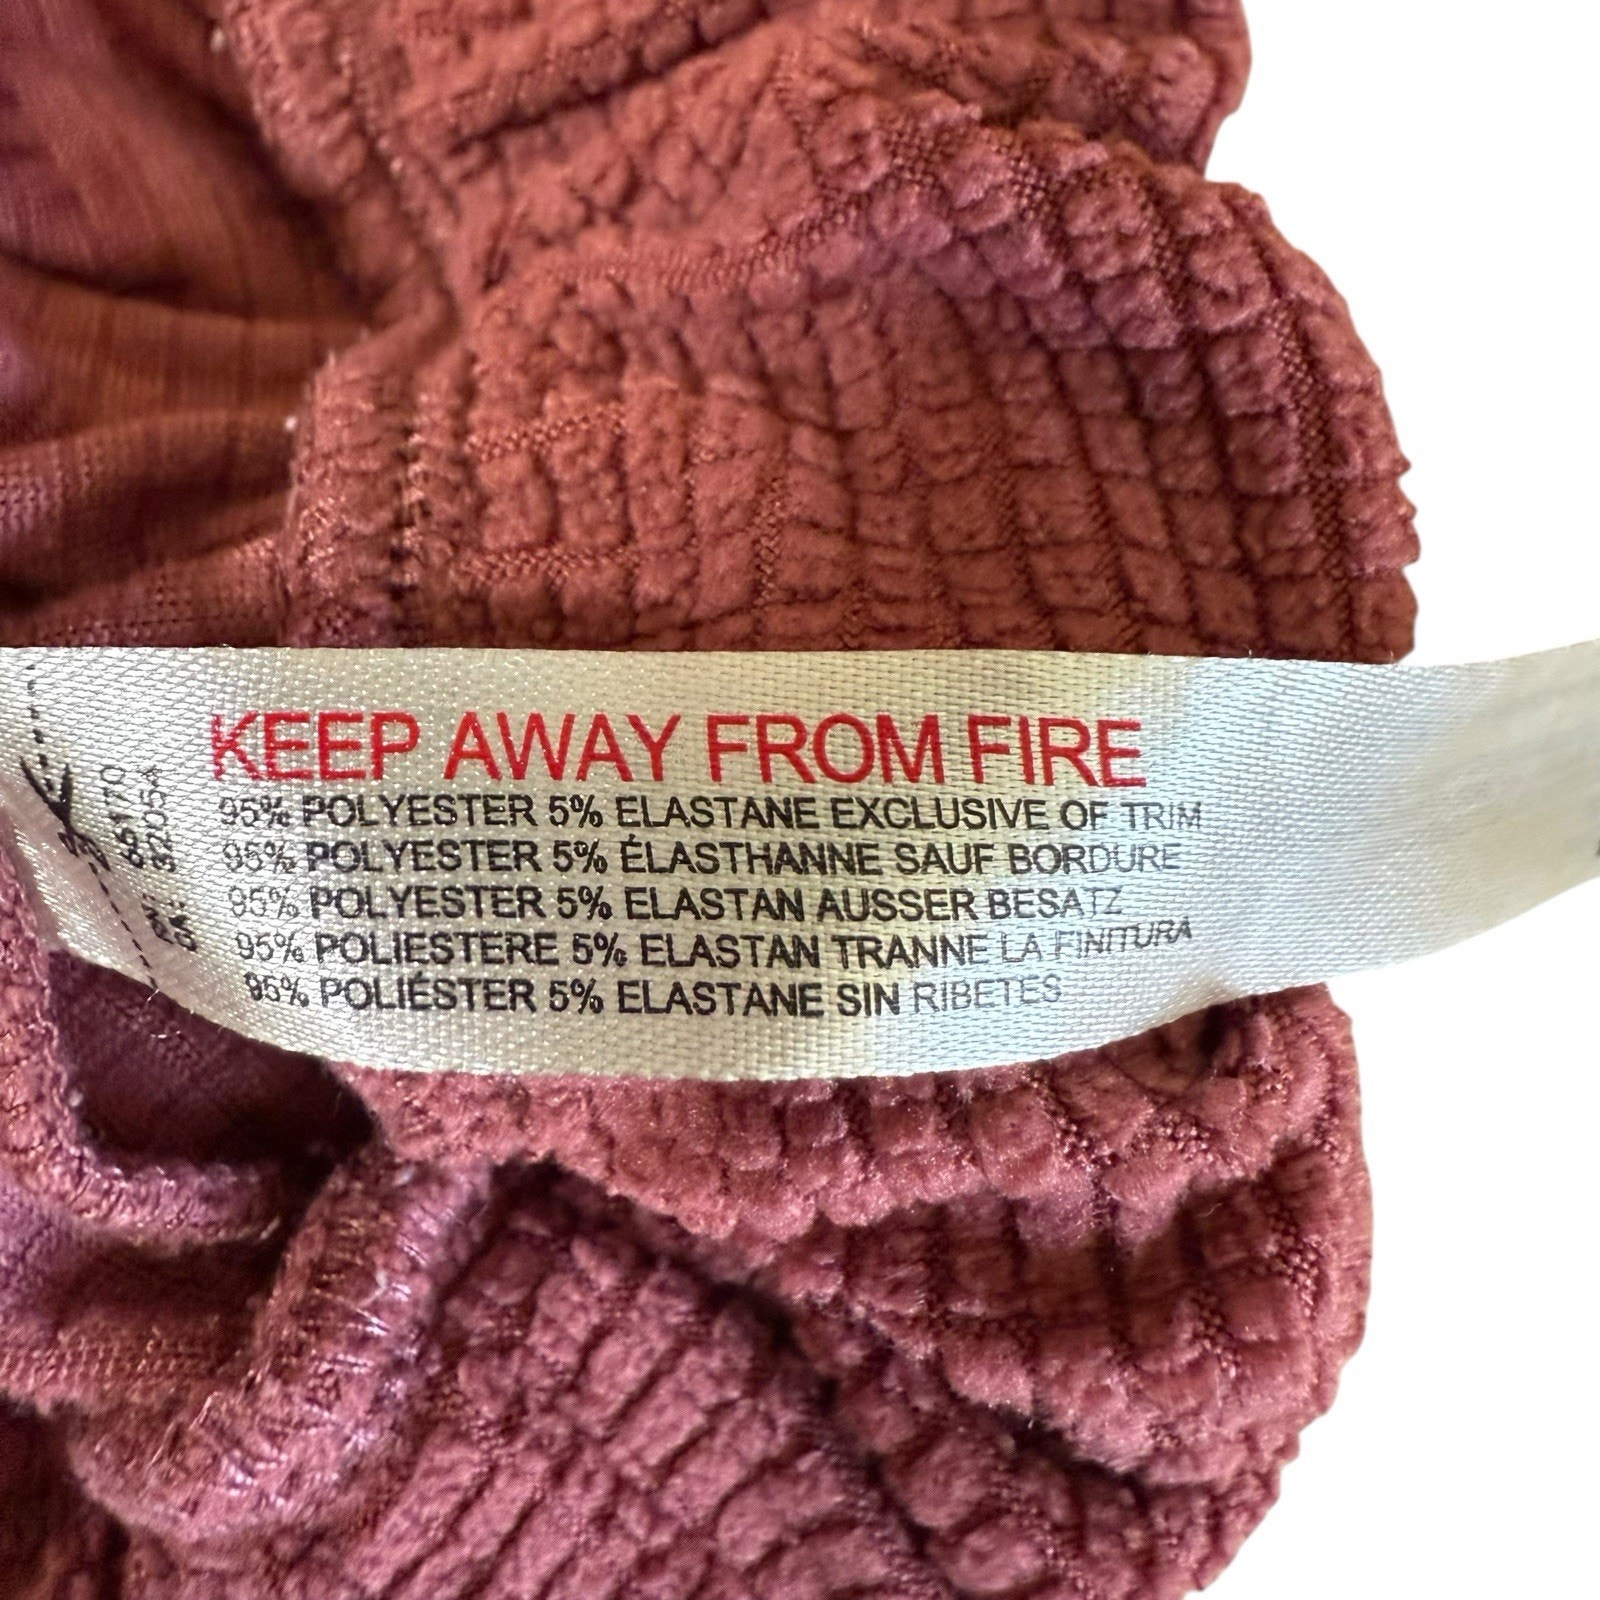 KEEP AWAY FROM FIRE
95% POLYESTER 5% ELASTANE EXCLUSIVE OF TRIM
95% POLYESTER 5% ÉLASTHANNE SAUF BORDURE
95% POLYESTER 5% ELASTAN AUSSER BESATZ
95% POLIESTERE 5% ELASTAN TRANNE LA FINITURA
95% POLIÉSTER 5% ELASTANE SIN RIBETES